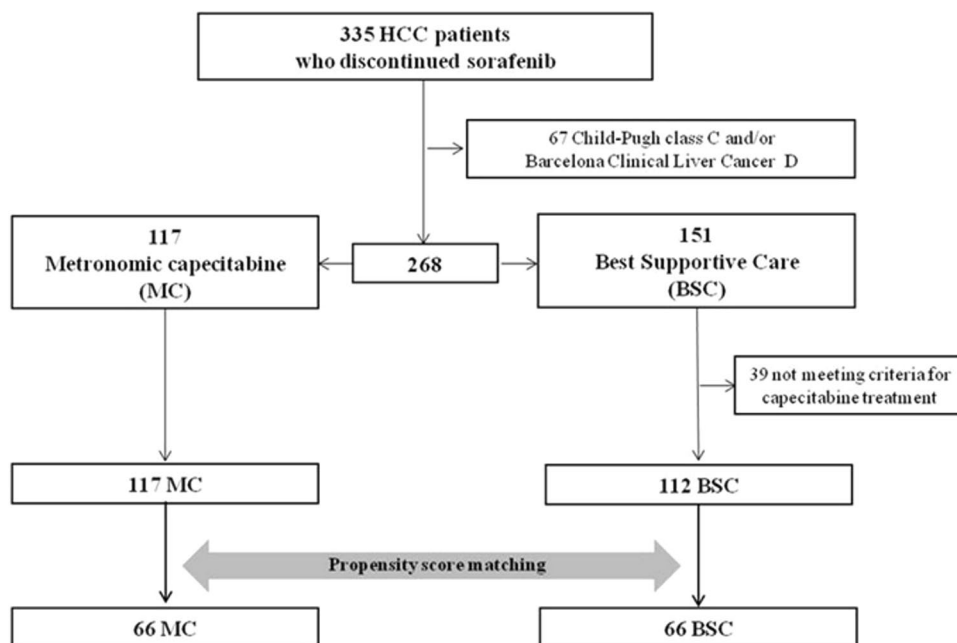 335 HCC patients
who discontinued sorafenib
67 Child-Pugh class C and/or
Barcelona Clinical Liver Cancer D
117
Metronomic capecitabine
(MC)
268
151
Best Supportive Care
(BSC)
39 not meeting criteria for
capecitabine treatment
117 MC
112 BSC
Propensity score matching
66 MC
66 BSC